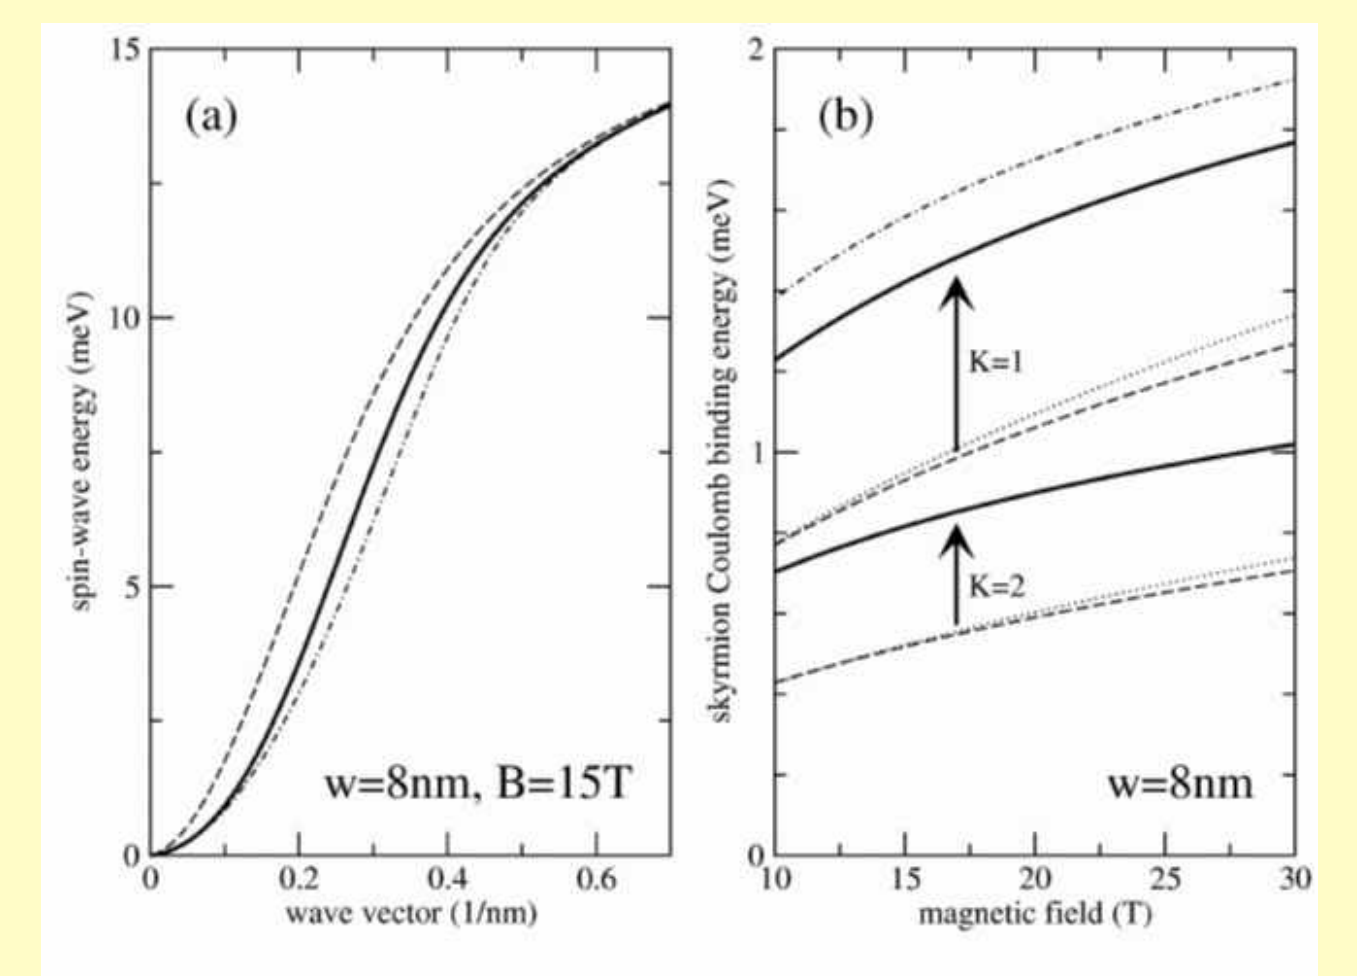 (a)
15
10
5
0
0
0.2
0.4
0.6
spin-wave energy (meV)
wave vector (1/nm)
w=8nm, B=15T
(b)
2
1
0
10
15
20
25
30
skyrmion Coulomb binding energy (meV)
magnetic field (T)
K=1
K=2
w=8nm